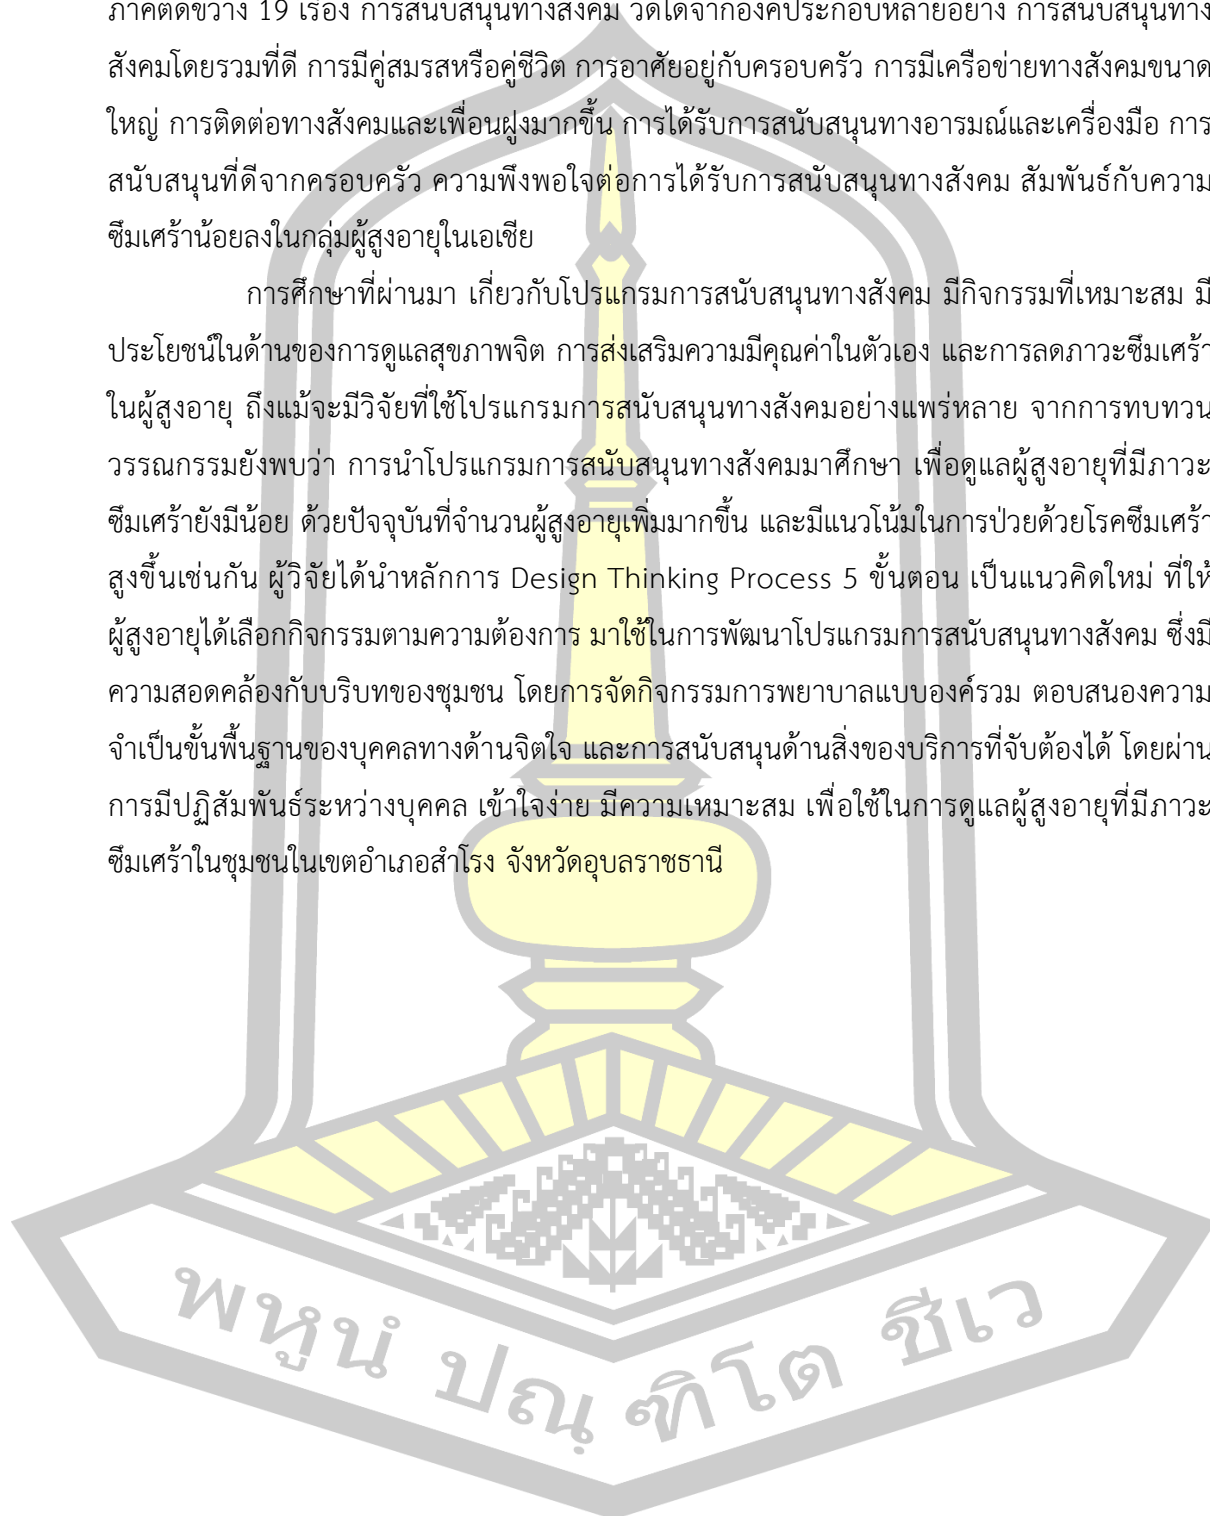 ภาคตัดขวาง 19 เรื่อง การสนับสนุนทางสังคม วัดได้จากองค์ประกอบหลายอย่าง การสนับสนุนทาง
สังคมโดยรวมที่ดี การมีคู่สมรสหรือคู่ชีวิต การอาศัยอยู่กับครอบครัว การมีเครือข่ายทางสังคมขนาด
ใหญ่ การติดต่อทางสังคมและเพื่อนฝูงมากขึ้น การได้รับการสนับสนุนทางอารมณ์และเครื่องมือ การ
สนับสนุนที่ดีจากครอบครัว ความพึงพอใจต่อการได้รับการสนับสนุนทางสังคม สัมพันธ์กับความ
ซึมเศร้าน้อยลงในกลุ่มผู้สูงอายุในเอเชีย
การศึกษาที่ผ่านมา เกี่ยวกับโปรแกรมการสนับสนุนทางสังคม มีกิจกรรมที่เหมาะสม มี
ประโยชน์ในด้านของการดูแลสุขภาพจิต การส่งเสริมความมีคุณค่าในตัวเอง และการลดภาวะซึมเศร้า
ในผู้สูงอายุ ถึงแม้จะมีวิจัยที่ใช้โปรแกรมการสนับสนุนทางสังคมอย่างแพร่หลาย จากการทบทวน
วรรณกรรมยังพบว่า การนำโปรแกรมการสนับสนุนทางสังคมมาศึกษา เพื่อดูแลผู้สูงอายุที่มีภาวะ
ซึมเศร้ายังมีน้อย ด้วยปัจจุบันที่จำนวนผู้สูงอายุเพิ่มมากขึ้น และมีแนวโน้มในการป่วยด้วยโรคซึมเศร้า
สูงขึ้นเช่นกัน ผู้วิจัยได้นำหลักการ Design Thinking Process 5 ขั้นตอน เป็นแนวคิดใหม่ ที่ให้
ผู้สูงอายุได้เลือกกิจกรรมตามความต้องการ มาใช้ในการพัฒนาโปรแกรมการสนับสนุนทางสังคม ซึ่งมี
ความสอดคล้องกับบริบทของชุมชน โดยการจัดกิจกรรมการพยาบาลแบบองค์รวม ตอบสนองความ
จำเป็นขั้นพื้นฐานของบุคคลทางด้านจิตใจ และการสนับสนุนด้านสิ่งของบริการที่จับต้องได้ โดยผ่าน
การมีปฏิสัมพันธ์ระหว่างบุคคล เข้าใจง่าย มีความเหมาะสม เพื่อใช้ในการดูแลผู้สูงอายุที่มีภาวะ
ซึมเศร้าในชุมชนในเขตอำเภอสำโรง จังหวัดอุบลราชธานี
พหูนํ ปณฺ ฑิโต ชีเว